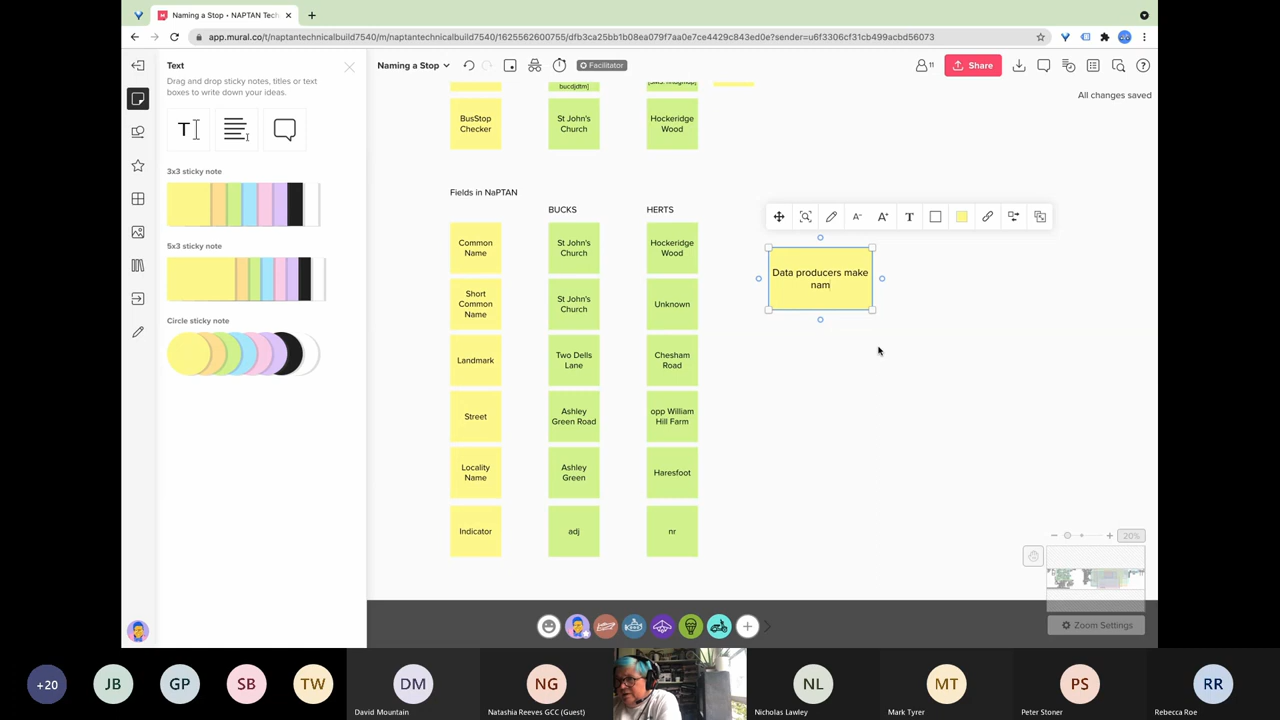 Naming a Stop • NAPTAN Tech
app.mural.co/t/naptantechnicalbuild7540/m/naptantechnicalbuild7540/1625562600755/dfb3ca25bb1b08ea079f7aa0e7ce4429c843ed0e?sender=u6f3306cf31cb499acbd56073
Text
Drag and drop sticky notes, titles or text
boxes to write down your ideas.
T
3x3 sticky note
5x3 sticky note
Circle sticky note
Naming a Stop
Facilitator
11
Share
All changes saved
bucdjdtm]
BusStop
Checker
St John's
Church
Hockeridge
Wood
Fields in NaPTAN
BUCKS
HERTS
Common
Name
St John's
Church
Hockeridge
Wood
Short
Common
Name
St John's
Church
Unknown
Landmark
Two Dells
Lane
Chesham
Road
Street
Ashley
Green Road
opp William
Hill Farm
Locality
Name
Ashley
Green
Haresfoot
Indicator
adj
nr
A-
A+
T
Data producers make
nam
20%
Zoom Settings
+20
JB
GP
SB
TW
DM
David Mountain
NG
Natashia Reeves GCC (Guest)
NL
Nicholas Lawley
MT
Mark Tyrer
PS
Peter Stoner
RR
Rebecca Roe